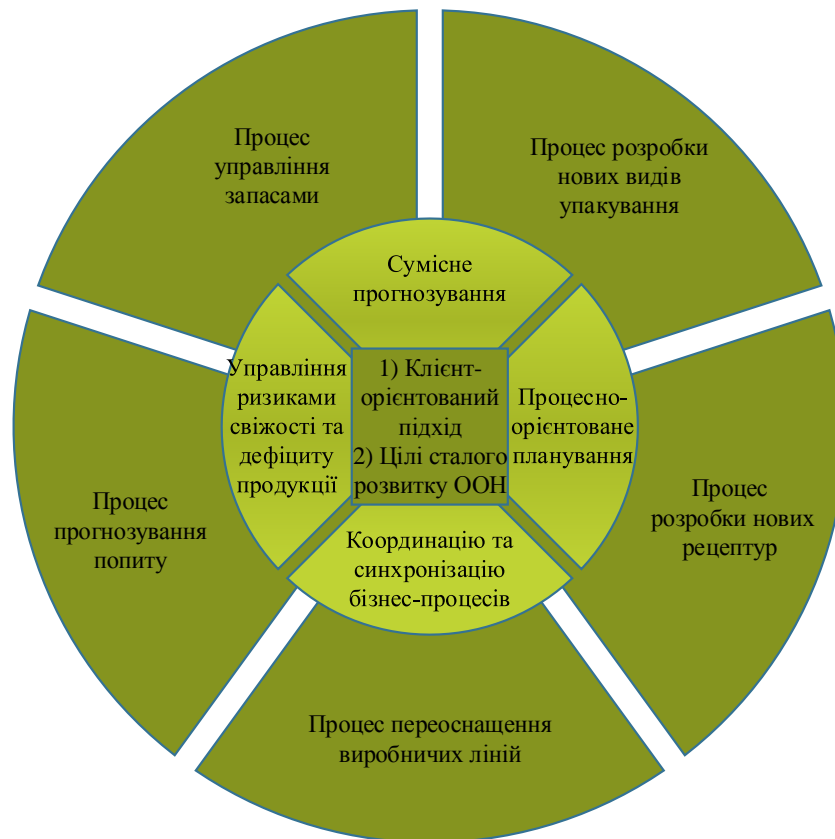 Процес
управління
запасами
Процес розробки
нових видів
упакування
Сумісне
прогнозування
Управління
ризиками
свіжості та
дефіциту
продукції
1) Клієнт-
орієнтований
підхід
2) Цілі сталого
розвитку ООН
Процесно-
орієнтоване
планування
Процес
прогнозування
попиту
Процес
розробки нових
рецептур
Координацію та
синхронізацію
бізнес-процесів
Процес переоснащення
виробничих ліній